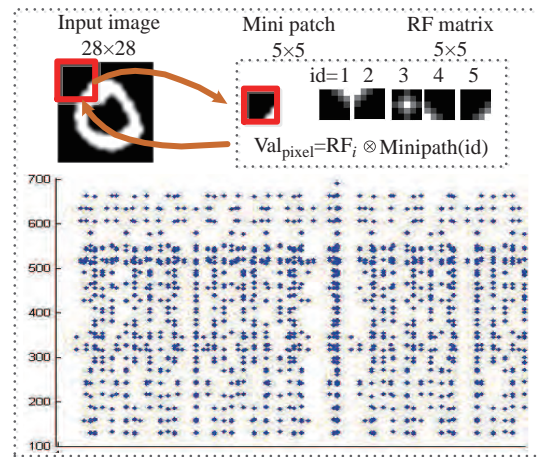 Input image
28×28
Mini patch
5×5
RF matrix
5×5
id=1 2 3 4 5
Val_pixel=RF_i ⊗ Minipath(id)
700
600
500
400
300
200
100